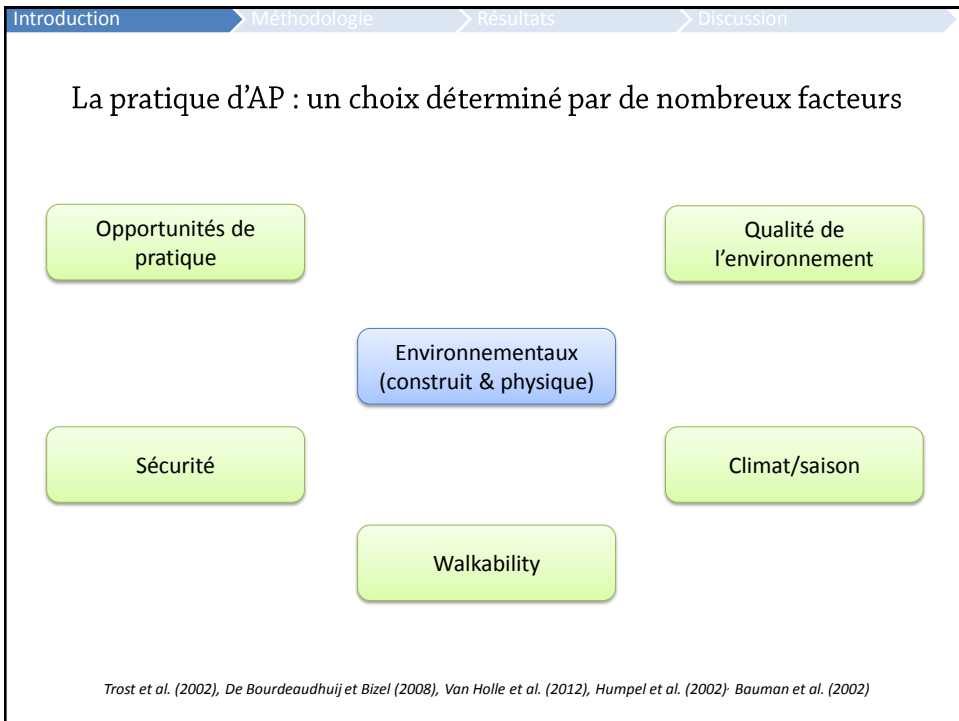 Introduction
Méthodologie
Résultats
Discussion
La pratique d'AP : un choix déterminé par de nombreux facteurs
Opportunités de
pratique
Qualité de
l'environnement
Environnementaux
(construit & physique)
Sécurité
Climat/saison
Walkability
Trost et al. (2002), De Bourdeaudhuij et Bizel (2008), Van Holle et al. (2012), Humpel et al. (2002), Bauman et al. (2002)